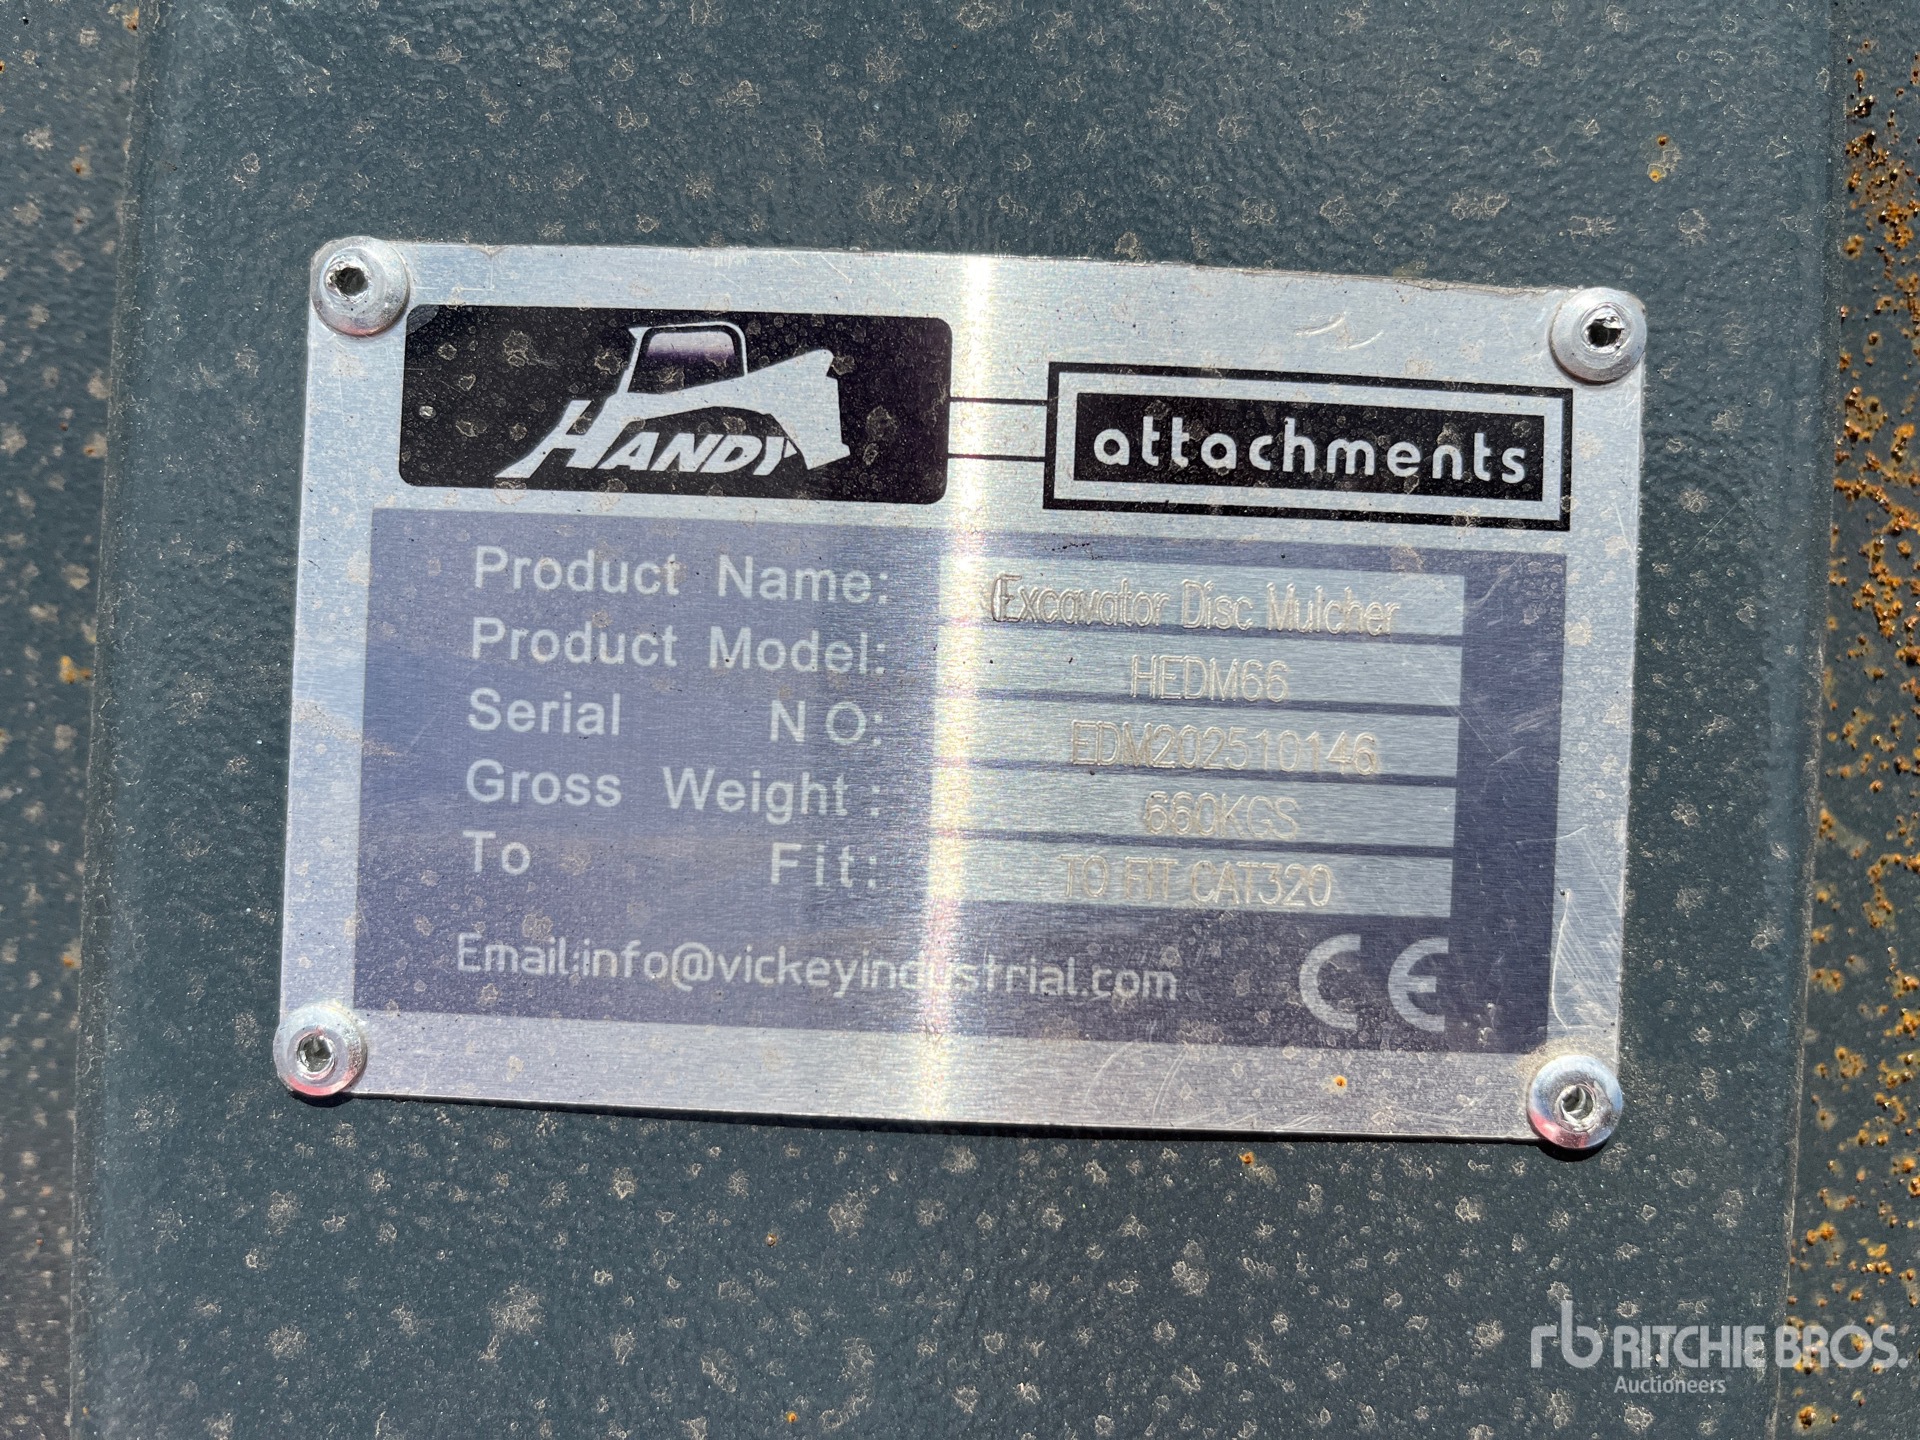 HANDY
attachments
Product Name: Excavator Disc Mulcher
Product Model: HEDM66
Serial NO: EDM202510146
Gross Weight: 660KGS
To Fit: TO FIT CAT320
Email:info@vickeyindustrial.com
CE
rb RITCHIE BROS.
Auctioneers